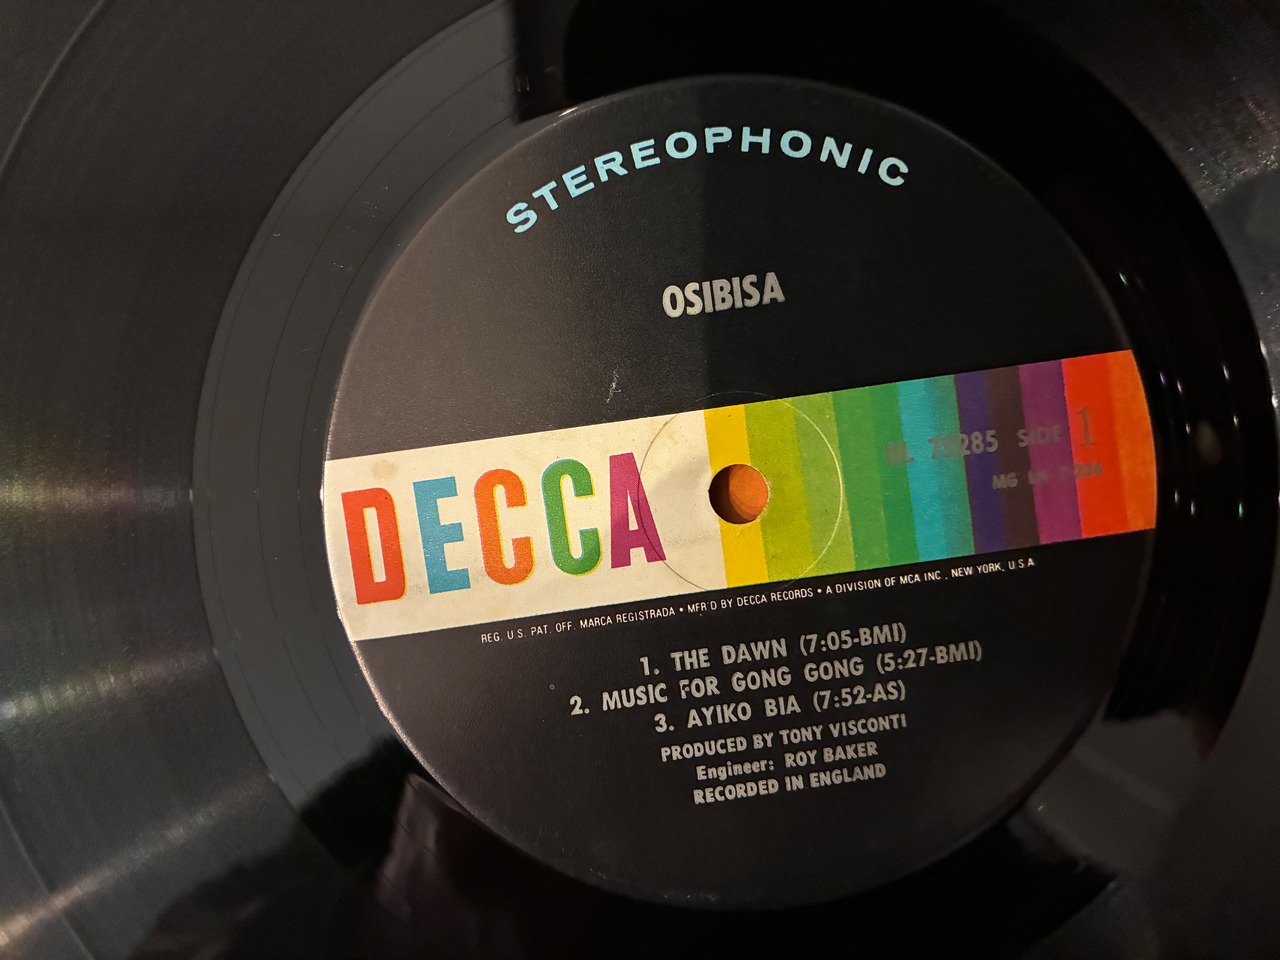 STEREOPHONIC
OSIBISA
DECCA
SIDE 1
MG
REG. U.S. PAT. OFF. MARCA REGISTRADA • MFR'D BY DECCA RECORDS • A DIVISION OF MCA INC., NEW YORK, U.S.A
1. THE DAWN (7:05-BMI)
2. MUSIC FOR GONG GONG (5:27-BMI)
3. AYIKO BIA (7:52-AS)
PRODUCED BY TONY VISCONTI
Engineer: ROY BAKER
RECORDED IN ENGLAND